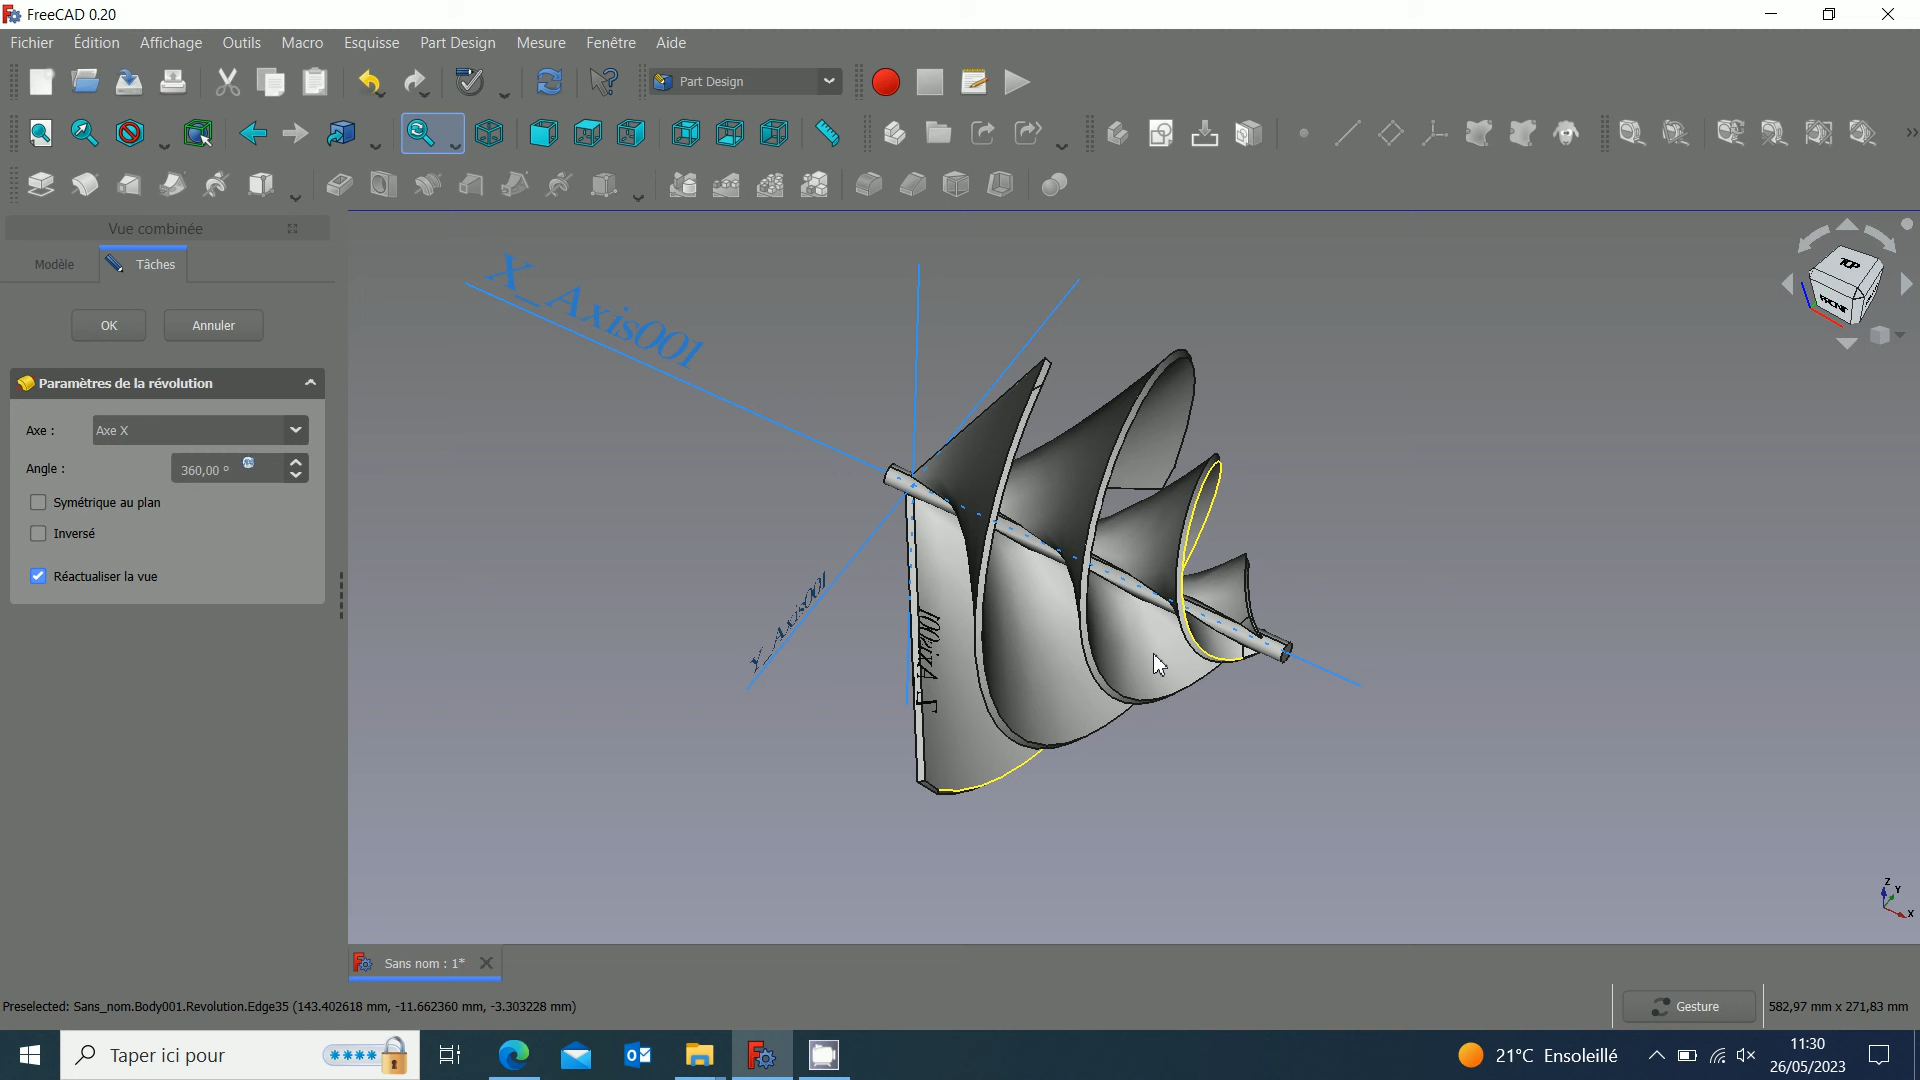 FreeCAD 0.20
Fichier Édition Affichage Outils Macro Esquisse Part Design Mesure Fenêtre Aide
Part Design
Vue combinée
Modèle Tâches
OK Annuler
Paramètres de la révolution
Axe : Axe X
Angle : 360,00 °
Symétrique au plan
Inversé
Réactualiser la vue
X_Axis001
Y_Axis001
TOP
FRONT
Z
Y
X
Sans nom : 1*
Preselected: Sans_nom.Body001.Revolution.Edge35 (143.402618 mm, -11.662360 mm, -3.303228 mm)
Gesture
582,97 mm x 271,83 mm
Taper ici pour
****
21°C Ensoleillé
11:30
26/05/2023